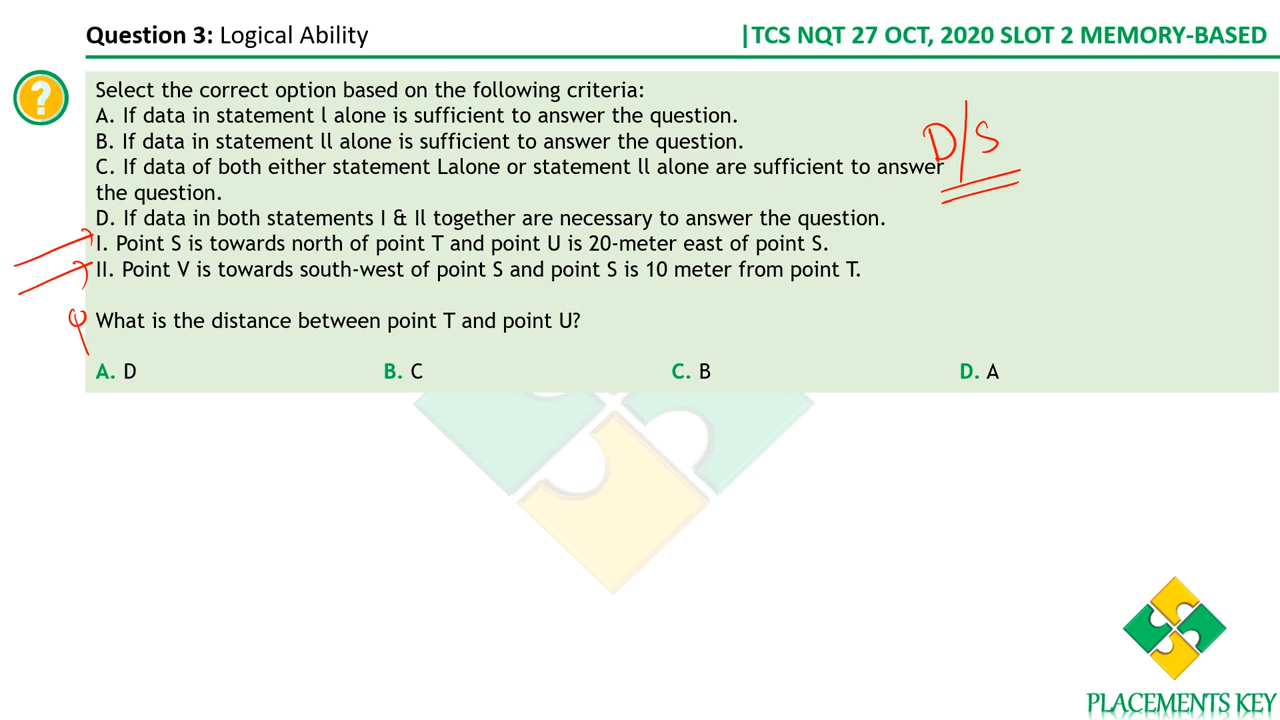 Question 3: Logical Ability
|TCS NQT 27 OCT, 2020 SLOT 2 MEMORY-BASED
?
Select the correct option based on the following criteria:
A. If data in statement l alone is sufficient to answer the question.
B. If data in statement ll alone is sufficient to answer the question.
C. If data of both either statement Lalone or statement ll alone are sufficient to answer
the question.
D. If data in both statements I & Il together are necessary to answer the question.
I. Point S is towards north of point T and point U is 20-meter east of point S.
II. Point V is towards south-west of point S and point S is 10 meter from point T.
D/S
What is the distance between point T and point U?
A. D
B. C
C. B
D. A
PLACEMENTS KEY